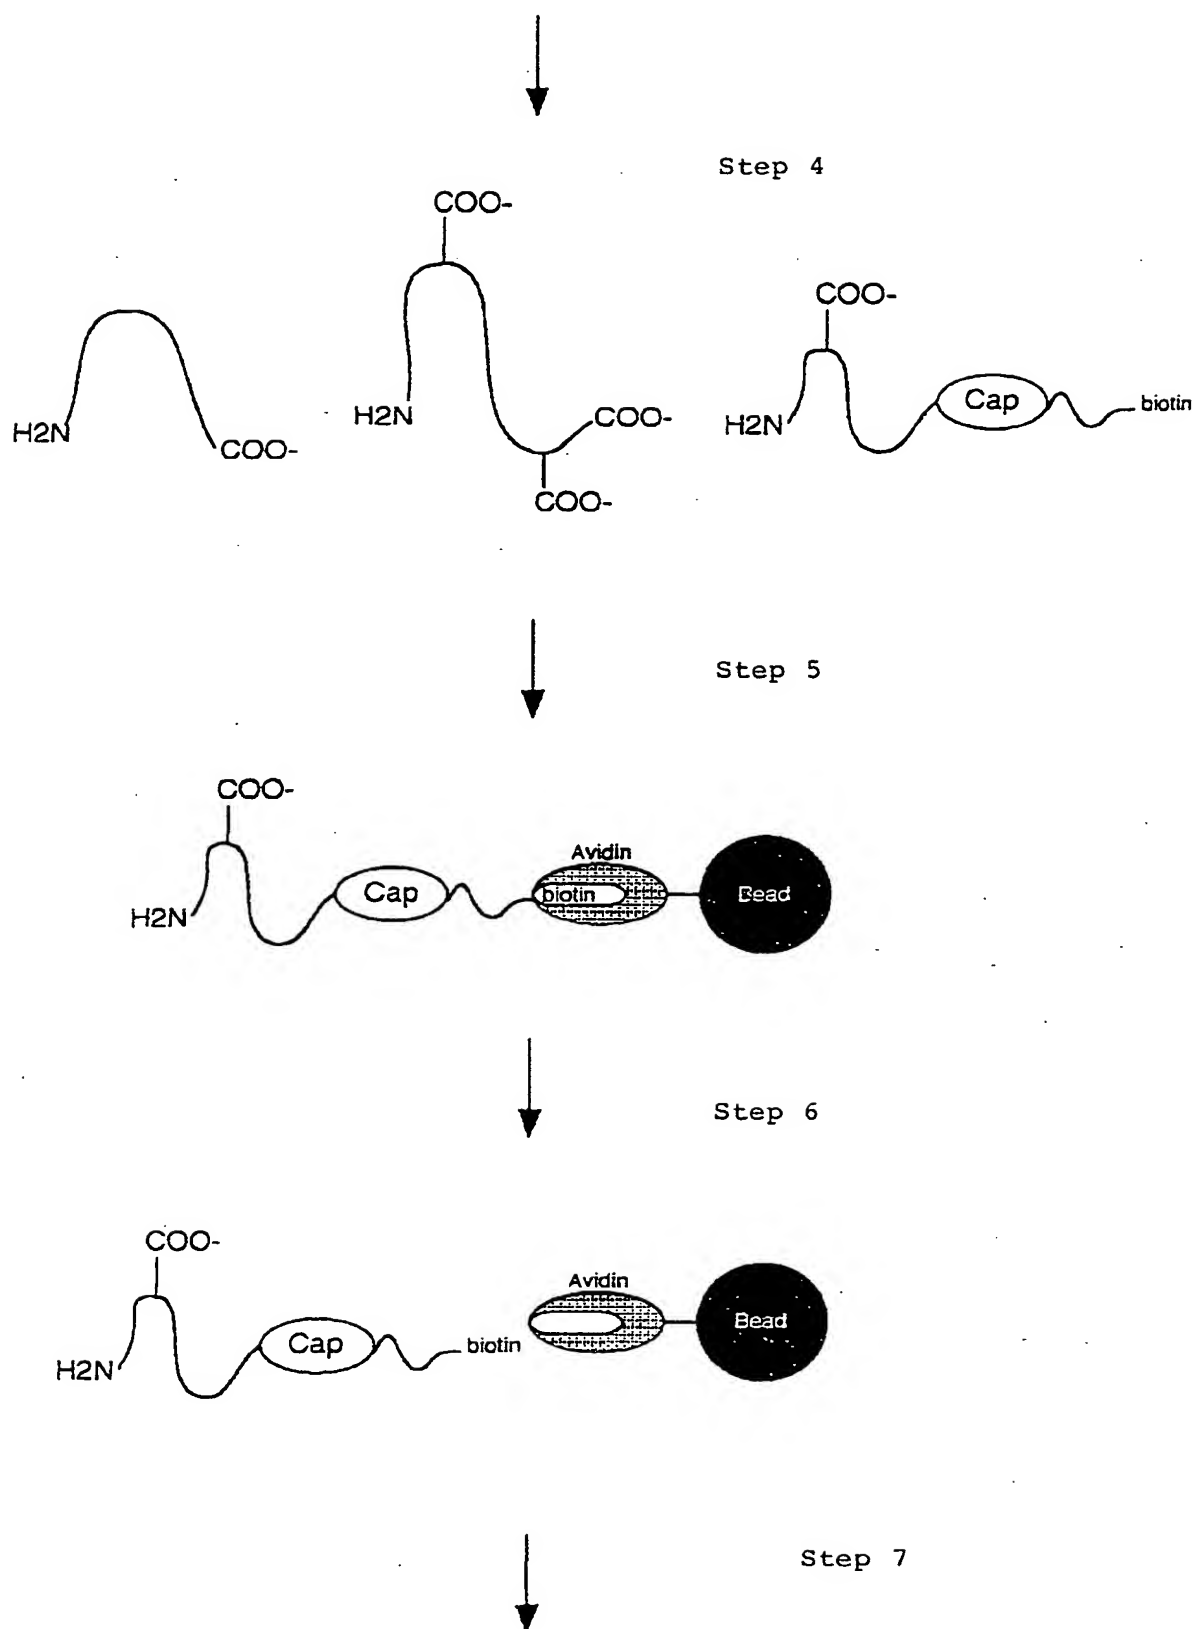 Step 4
COO-
COO-
H2N
COO-
H2N
COO-
COO-
H2N
Cap
biotin
Step 5
COO-
H2N
Cap
Avidin
biotin
Bead
Step 6
COO-
H2N
Cap
biotin
Avidin
Bead
Step 7